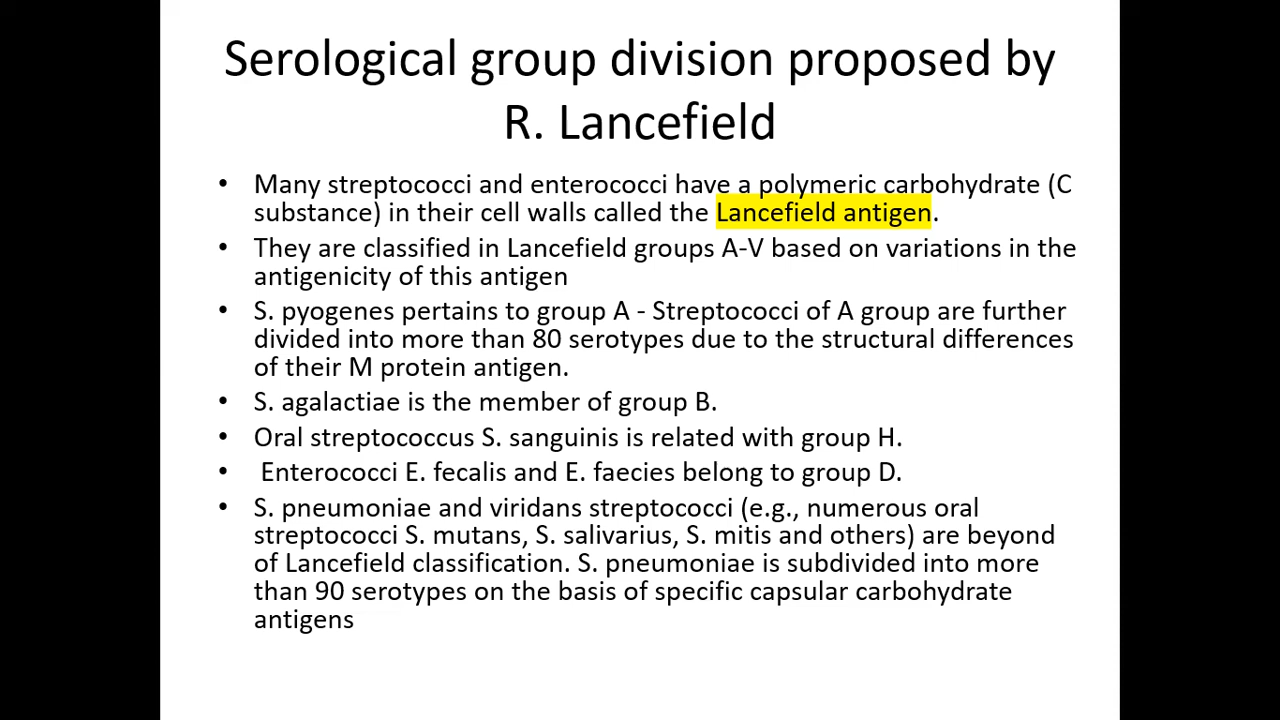 Serological group division proposed by
R. Lancefield
• Many streptococci and enterococci have a polymeric carbohydrate (C
substance) in their cell walls called the Lancefield antigen.
• They are classified in Lancefield groups A-V based on variations in the
antigenicity of this antigen
• S. pyogenes pertains to group A - Streptococci of A group are further
divided into more than 80 serotypes due to the structural differences
of their M protein antigen.
• S. agalactiae is the member of group B.
• Oral streptococcus S. sanguinis is related with group H.
• Enterococci E. fecalis and E. faecies belong to group D.
• S. pneumoniae and viridans streptococci (e.g., numerous oral
streptococci S. mutans, S. salivarius, S. mitis and others) are beyond
of Lancefield classification. S. pneumoniae is subdivided into more
than 90 serotypes on the basis of specific capsular carbohydrate
antigens